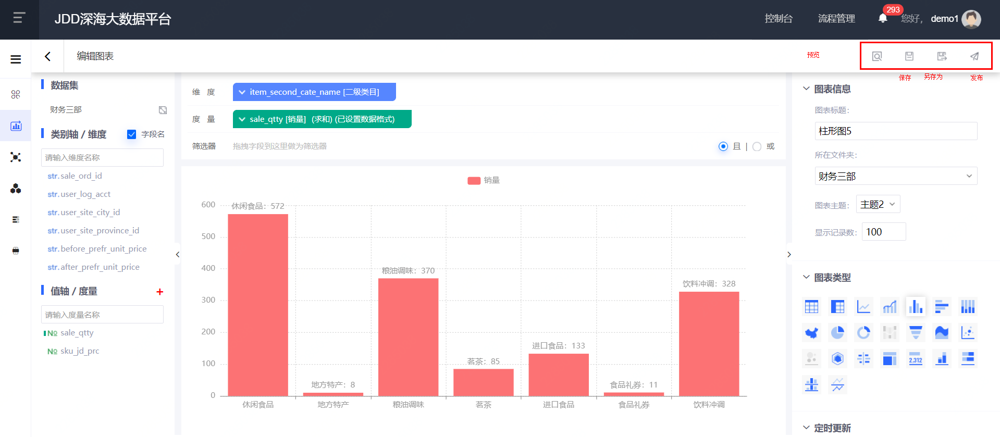 JDD深海大数据平台
控制台
流程管理
293
您好,
demo1
编辑图表
预览
保存
另存为
发布
数据集
财务三部
类别轴 / 维度
字段名
请输入维度名称
str. sale_ord_id
str. user_log_acct
str. user_site_city_id
str. user_site_province_id
str. before_prefr_unit_price
str. after_prefr_unit_price
值轴 / 度量
+
请输入度量名称
№ sale_qtty
№ sku_jd_prc
维 度
item_second_cate_name [二级类目]
度 量
sale_qtty [销量] (求和) (已设置数据格式)
筛选器
拖拽字段到这里做为筛选器
且 | 或
销量
600
500
400
300
200
100
0
休闲食品: 572
地方特产: 8
粮油调味: 370
茗茶: 85
进口食品: 133
食品礼券: 11
饮料冲调: 328
休闲食品
地方特产
粮油调味
茗茶
进口食品
食品礼券
饮料冲调
图表信息
图表标题:
柱形图5
所在文件夹:
财务三部
图表主题:
主题2
显示记录数:
100
图表类型
2,312
定时更新